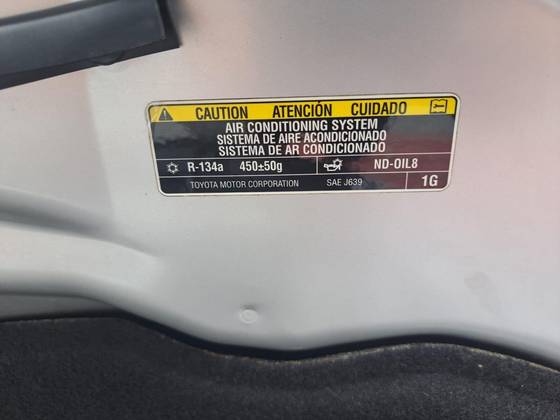 CAUTION ATENCIÓN CUIDADO
AIR CONDITIONING SYSTEM
SISTEMA DE AIRE ACONDICIONADO
SISTEMA DE AR CONDICIONADO
R-134a 450±50g ND-OIL8
TOYOTA MOTOR CORPORATION SAE J639 1G